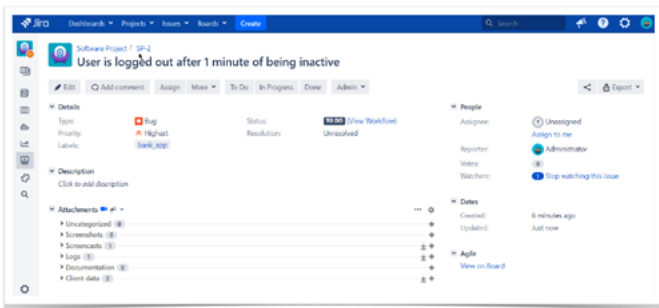 Jira Dashboards Projects Issues Boards Create Search
Software Project / SP-2
User is logged out after 1 minute of being inactive
Edit Add comment Assign More To Do In Progress Done Admin Export
Details
Type: Bug Status: TO DO (View Workflow)
Priority: Highest Resolution: Unresolved
Labels: bank_app
Description
Click to add description
Attachments
Uncategorized 8
Screenshots 3
Screencasts 1
Logs 1
Documentation 0
Client data 2
People
Assignee: Unassigned
Assign to me
Reporter: Administrator
Votes: 0
Watchers: 1 Stop watching this issue
Dates
Created: 6 minutes ago
Updated: Just now
Agile
View on Board